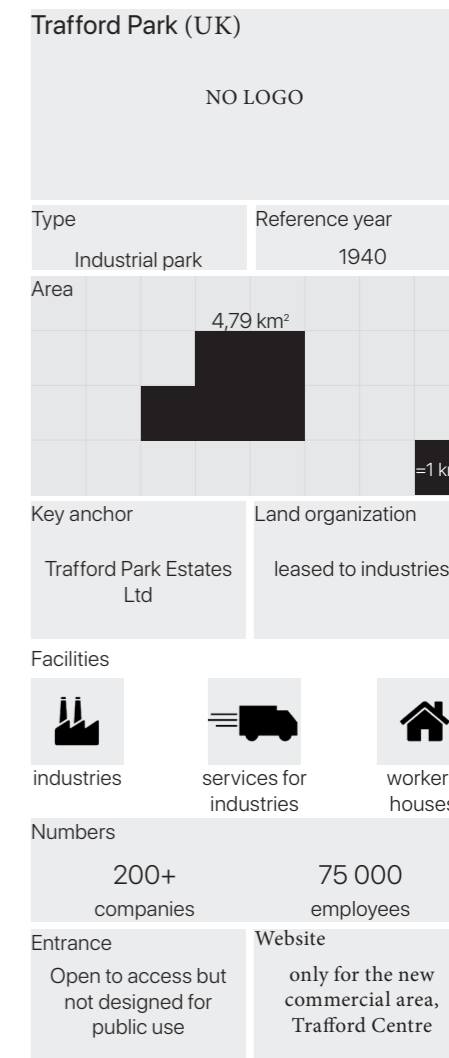 Trafford Park (UK)
NO LOGO
Type
Reference year
Industrial park
1940
Area
4,79 km²
=1 k
Key anchor
Land organization
Trafford Park Estates
Ltd
leased to industries
Facilities
industries
services for
industries
worker
house
Numbers
200+
75 000
companies
employees
Entrance
Website
Open to access but
not designed for
public use
only for the new
commercial area,
Trafford Centre